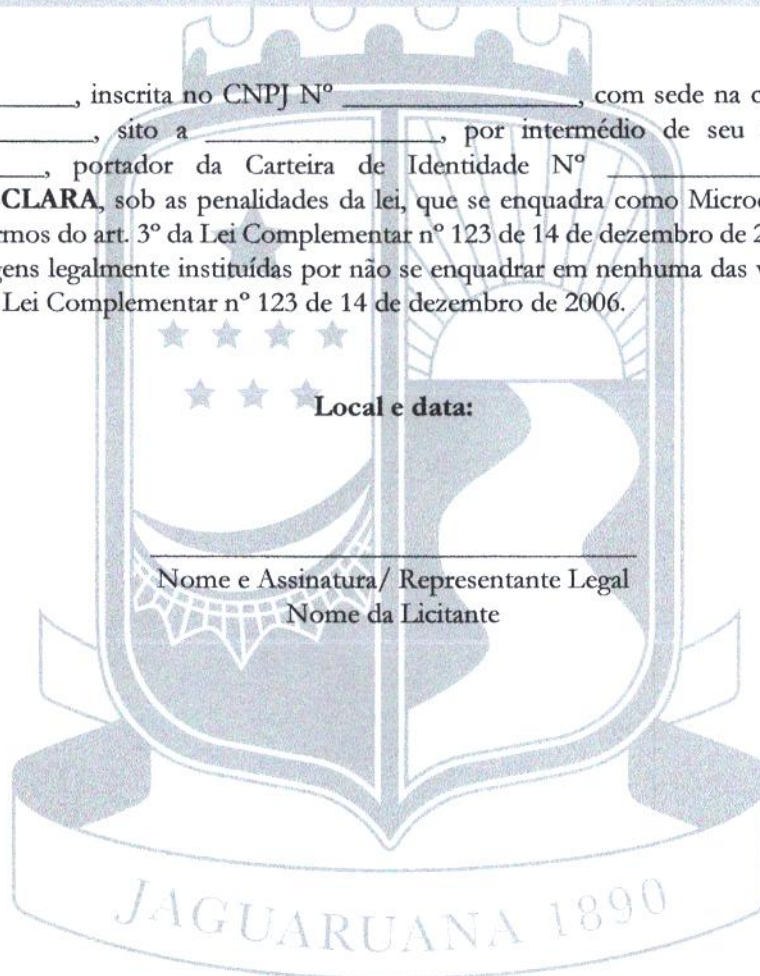 ________, inscrita no CNPJ Nº ________________, com sede na c
________, sito a ________________, por intermédio de seu
____, portador da Carteira de Identidade Nº ____________
CLARA, sob as penalidades da lei, que se enquadra como Microe
rmos do art. 3º da Lei Complementar nº 123 de 14 de dezembro de 2
gens legalmente instituídas por não se enquadrar em nenhuma das v
Lei Complementar nº 123 de 14 de dezembro de 2006.
Local e data:
Nome e Assinatura/ Representante Legal
Nome da Licitante
JAGUARUANA 1890